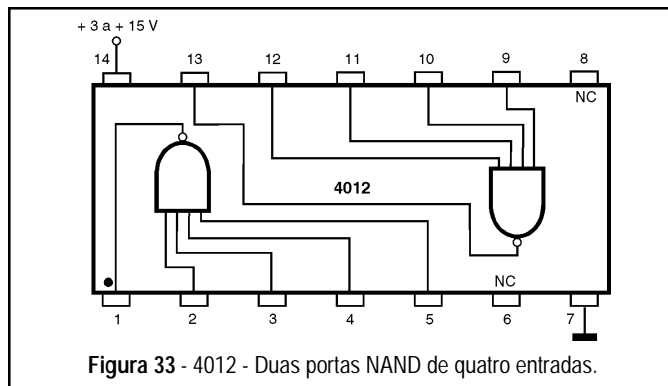 + 3 a + 15 V
14 13 12 11 10 9 8
NC
4012
NC
1 2 3 4 5 6 7
Figura 33 - 4012 - Duas portas NAND de quatro entradas.